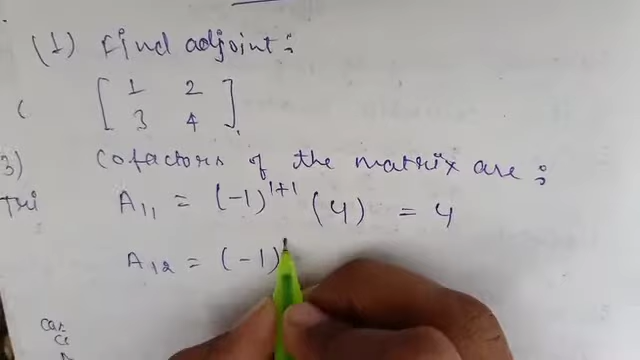 (1) Find adjoint:
[ 1 2
3 4 ]
3) cofactors of the matrix are;
A₁₁ = (-1)¹⁺¹ (4) = 4
A₁₂ = (-1)